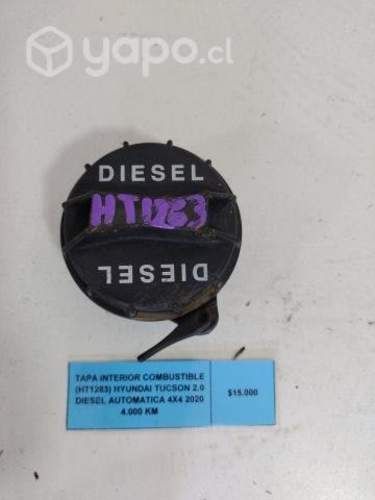 yapo.cl
DIESEL
HT1283
DIESEL
TAPA INTERIOR COMBUSTIBLE
(HT1283) HYUNDAI TUCSON 2.0
DIESEL AUTOMATICA 4X4 2020
4.000 KM
$15.000